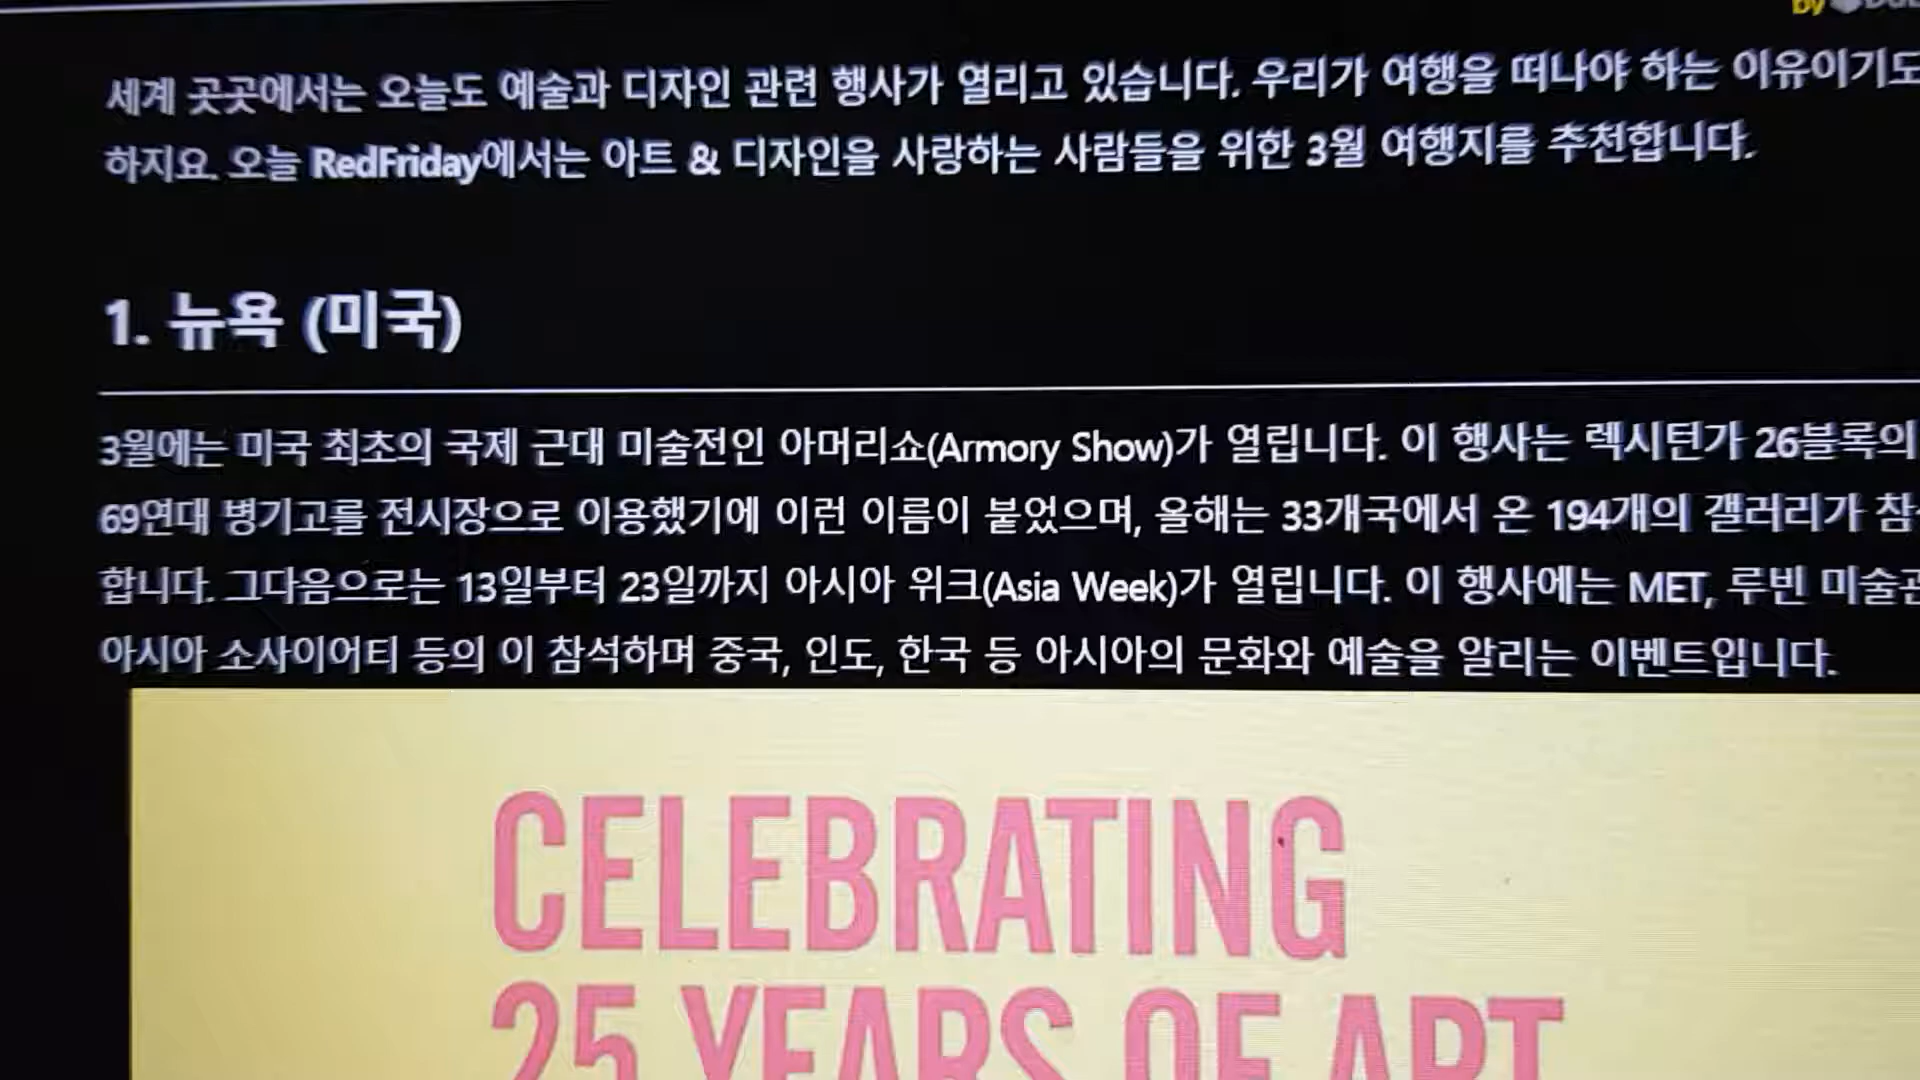 by
세계 곳곳에서는 오늘도 예술과 디자인 관련 행사가 열리고 있습니다. 우리가 여행을 떠나야 하는 이유이기도
하지요. 오늘 RedFriday에서는 아트 & 디자인을 사랑하는 사람들을 위한 3월 여행지를 추천합니다.
1. 뉴욕 (미국)
3월에는 미국 최초의 국제 근대 미술전인 아머리쇼(Armory Show)가 열립니다. 이 행사는 렉시턴가 26블록의
69연대 병기고를 전시장으로 이용했기에 이런 이름이 붙었으며, 올해는 33개국에서 온 194개의 갤러리가
합니다. 그다음으로는 13일부터 23일까지 아시아 위크(Asia Week)가 열립니다. 이 행사에는 MET, 루빈 미술관
아시아 소사이어티 등의 이 참석하며 중국, 인도, 한국 등 아시아의 문화와 예술을 알리는 이벤트입니다.
CELEBRATING
25 YEARS OF ART